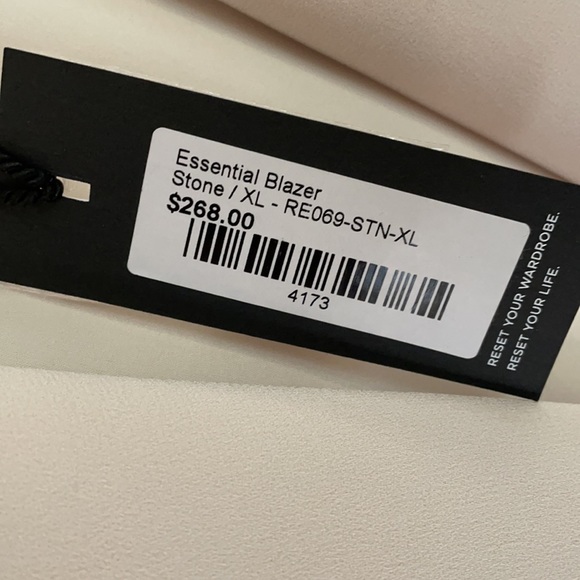 Essential Blazer
Stone / XL - RE069-STN-XL
$268.00
4173
RESET YOUR WARDROBE.
RESET YOUR LIFE.